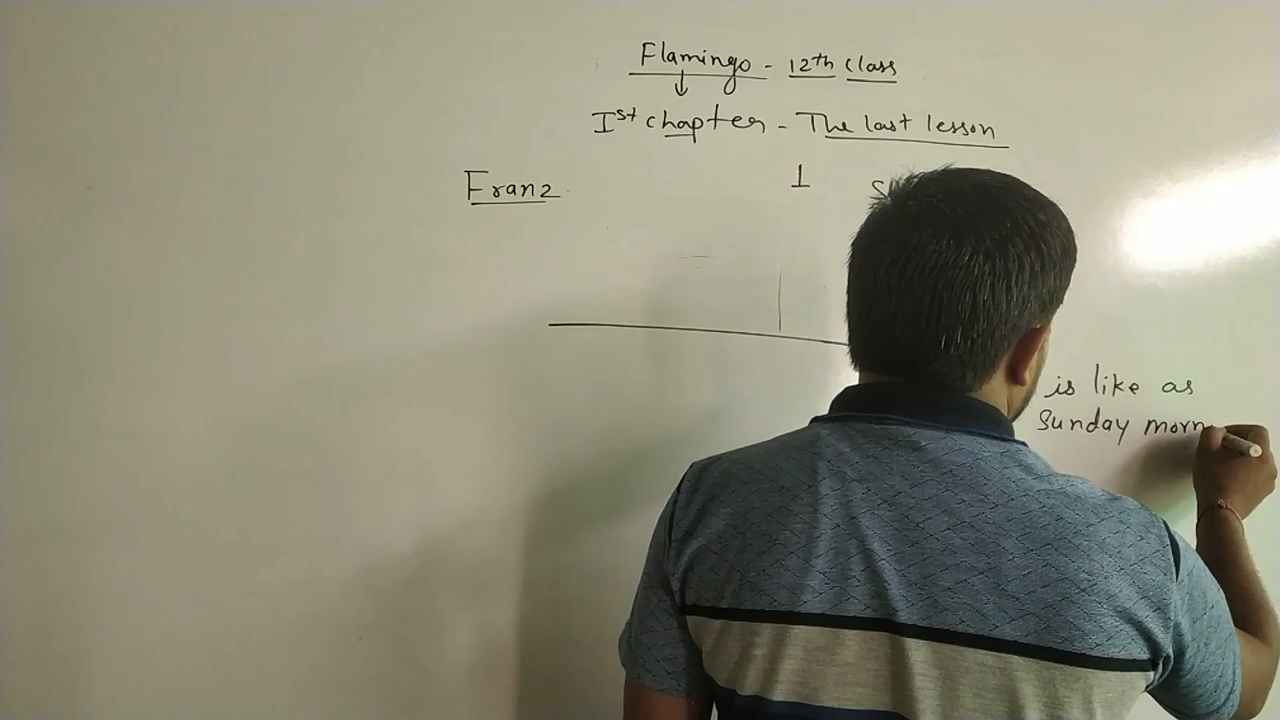 Flamingo - 12th class
Ist chapter - The last lesson
Franz
is like as
Sunday morn